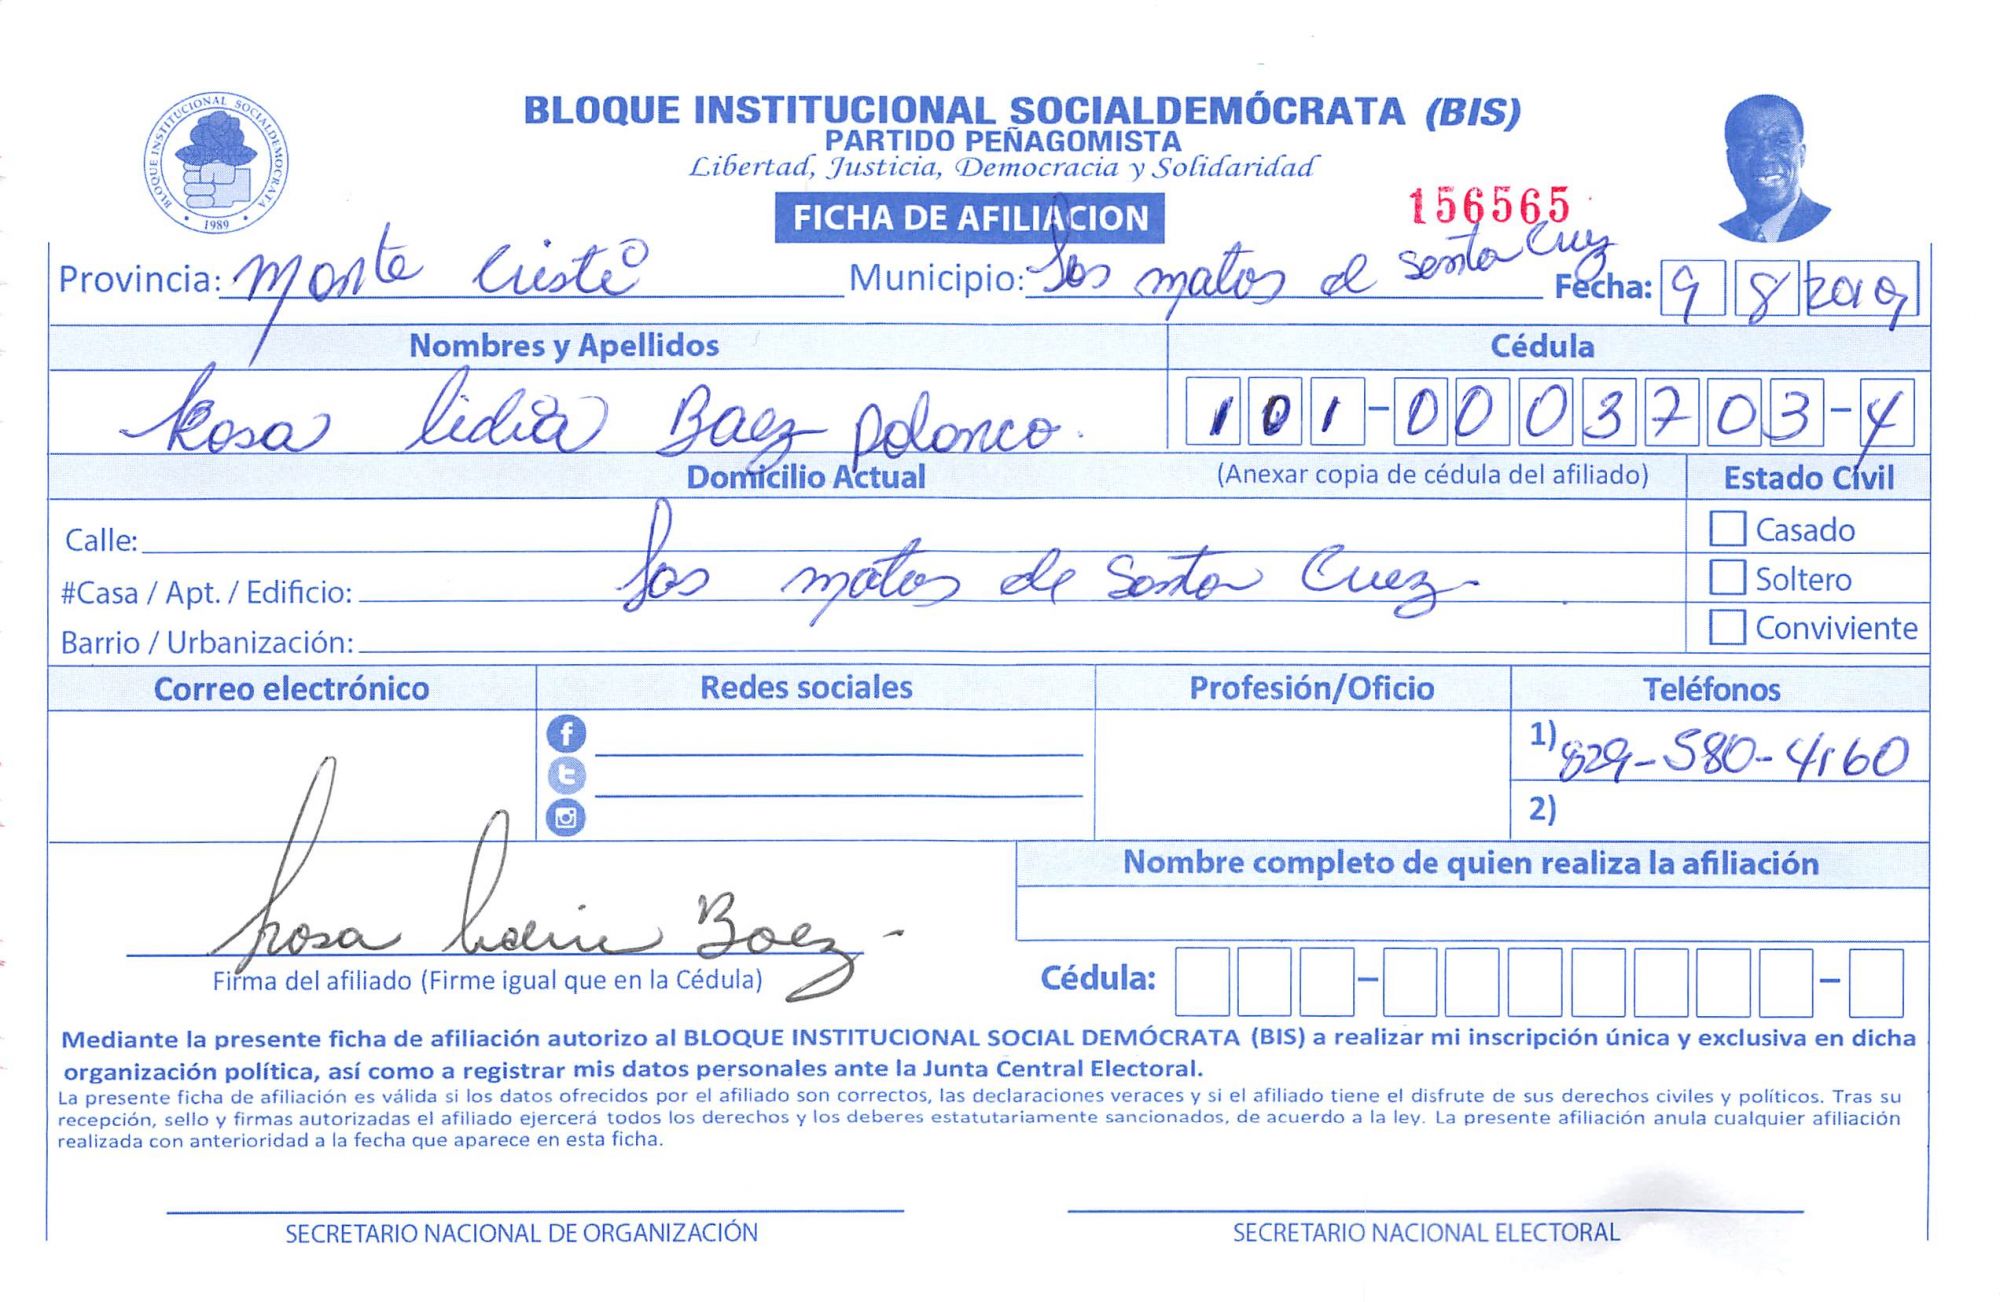 BLOQUE INSTITUCIONAL SOCIALDEMÓCRATA
1989
BLOQUE INSTITUCIONAL SOCIALDEMÓCRATA (BIS)
PARTIDO PEÑAGOMISTA
Libertad, Justicia, Democracia y Solidaridad
FICHA DE AFILIACION
156565
Provincia: Monte Cristi Municipio: Las matas de santa Cruz Fecha: 9 8 2019
Nombres y Apellidos Cédula
Rosa lidia Baez polanco. 101-0003703-4
Domicilio Actual (Anexar copia de cédula del afiliado) Estado Civil
Calle: Casado
#Casa / Apt. / Edificio: Las matas de Santa Cruz Soltero
Barrio / Urbanización: Conviviente
Correo electrónico Redes sociales Profesión/Oficio Teléfonos
1) 829-580-4160
2)
Nombre completo de quien realiza la afiliación
Rosa lidia Baez
Firma del afiliado (Firme igual que en la Cédula) Cédula:
Mediante la presente ficha de afiliación autorizo al BLOQUE INSTITUCIONAL SOCIAL DEMÓCRATA (BIS) a realizar mi inscripción única y exclusiva en dicha
organización política, así como a registrar mis datos personales ante la Junta Central Electoral.
La presente ficha de afiliación es válida si los datos ofrecidos por el afiliado son correctos, las declaraciones veraces y si el afiliado tiene el disfrute de sus derechos civiles y políticos. Tras su
recepción, sello y firmas autorizadas el afiliado ejercerá todos los derechos y los deberes estatutariamente sancionados, de acuerdo a la ley. La presente afiliación anula cualquier afiliación
realizada con anterioridad a la fecha que aparece en esta ficha.
SECRETARIO NACIONAL DE ORGANIZACIÓN SECRETARIO NACIONAL ELECTORAL